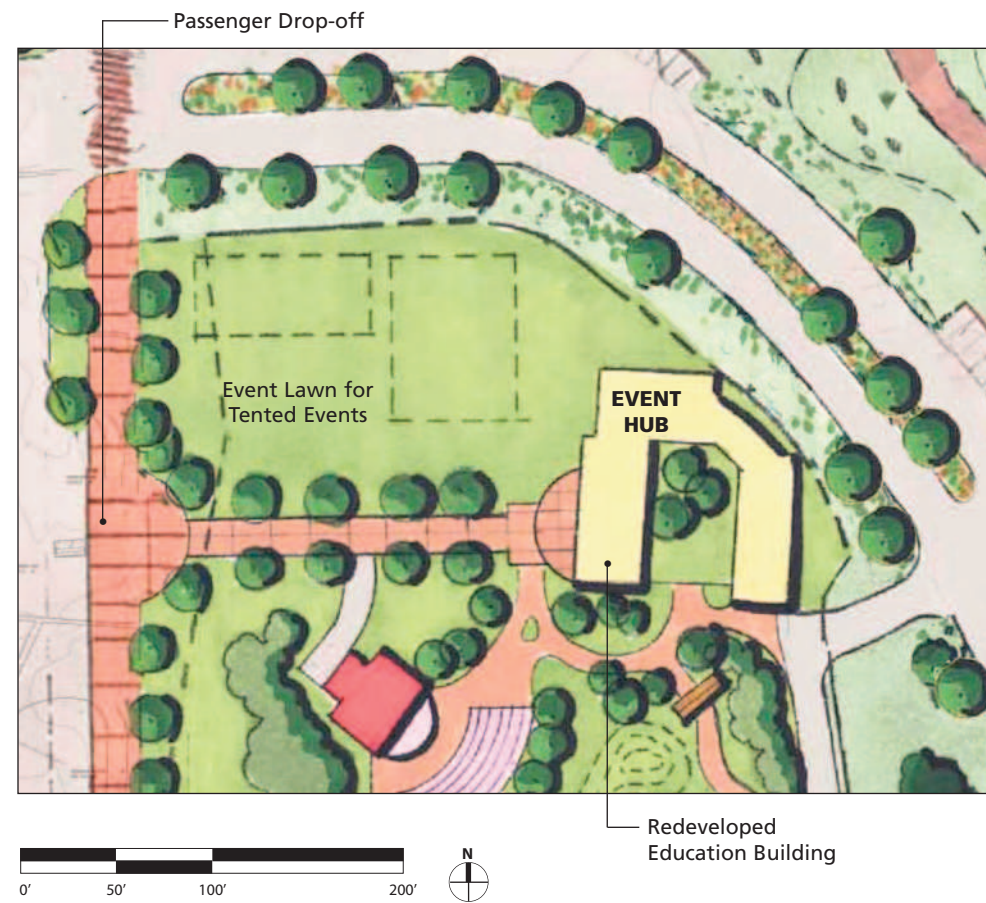 Passenger Drop-off
Event Lawn for
Tented Events
EVENT
HUB
Redeveloped
Education Building
0’ 50’ 100’ 200’
N